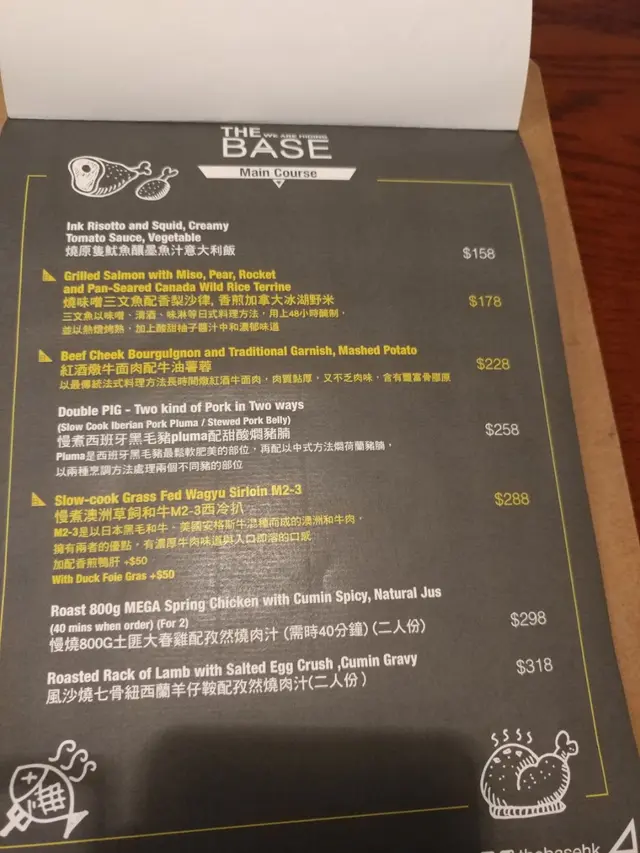 THE WE ARE HIDING
BASE
Main Course
Ink Risotto and Squid, Creamy
Tomato Sauce, Vegetable
燒原隻魷魚釀墨魚汁意大利飯
$158
Grilled Salmon with Miso, Pear, Rocket
and Pan-Seared Canada Wild Rice Terrine
燒味噌三文魚配香梨沙律, 香煎加拿大冰湖野米
三文魚以味噌、清酒、味淋等日式料理方法，用上48小時醃制，
並以熱燒烤熟，加上酸甜柚子醬汁中和濃郁味道
$178
Beef Cheek Bourguignon and Traditional Garnish, Mashed Potato
紅酒燉牛面肉配牛油薯蓉
以最傳統法式料理方法長時間燉紅酒牛面肉，肉質黏厚，又不乏肉味，含有豐富骨膠原
$228
Double PIG - Two kind of Pork in Two ways
(Slow Cook Iberian Pork Pluma / Stewed Pork Belly)
慢煮西班牙黑毛豬pluma配甜酸燜豬腩
Pluma是西班牙黑毛豬最鬆軟肥美的部位，再配以中式方法燜荷蘭豬腩，
以兩種烹調方法處理兩個不同豬的部位
$258
Slow-cook Grass Fed Wagyu Sirloin M2-3
慢煮澳洲草飼和牛M2-3西冷扒
M2-3是以日本黑毛和牛、美國安格斯牛混種而成的澳洲和牛肉，
擁有兩者的優點，有濃厚牛肉味道與入口即溶的口感
加配香煎鴨肝 +$50
With Duck Foie Gras +$50
$288
Roast 800g MEGA Spring Chicken with Cumin Spicy, Natural Jus
(40 mins when order) (For 2)
慢燒800G土匪大春雞配孜然燒肉汁 (需時40分鐘) (二人份)
$298
Roasted Rack of Lamb with Salted Egg Crush ,Cumin Gravy
風沙燒七骨紐西蘭羊仔鞍配孜然燒肉汁(二人份 )
$318
thebasehk